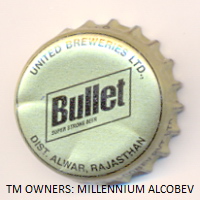 UNITED BREWERIES LTD.,
Bullet
SUPER STRONG BEER
DIST. ALWAR, RAJASTHAN
TM OWNERS: MILLENNIUM ALCOBEV